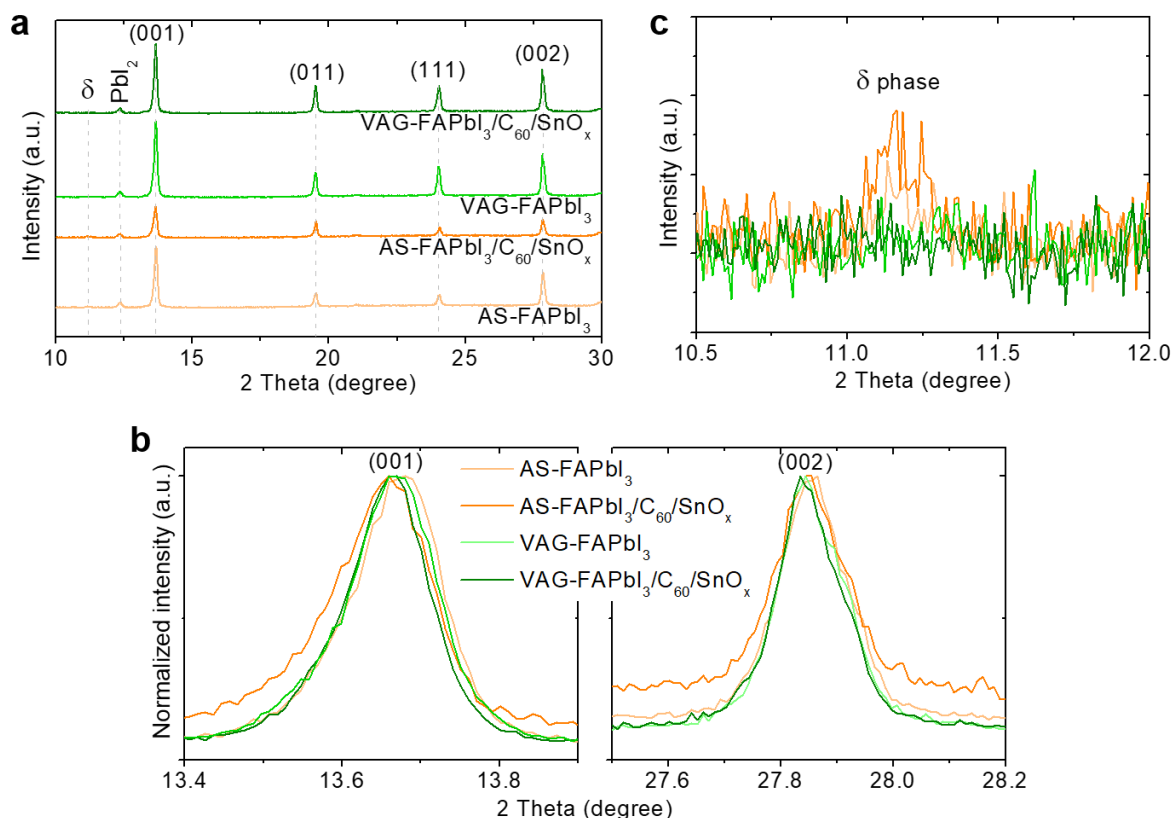 a
(001)
(011)
(111)
(002)
δ
PbI2
VAG-FAPbI3/C60/SnOx
VAG-FAPbI3
AS-FAPbI3/C60/SnOx
AS-FAPbI3
Intensity (a.u.)
10 15 20 25 30
2 Theta (degree)
c
δ phase
Intensity (a.u.)
10.5 11.0 11.5 12.0
2 Theta (degree)
b
(001)
(002)
AS-FAPbI3
AS-FAPbI3/C60/SnOx
VAG-FAPbI3
VAG-FAPbI3/C60/SnOx
Normalized intensity (a.u.)
13.4 13.6 13.8
27.6 27.8 28.0 28.2
2 Theta (degree)